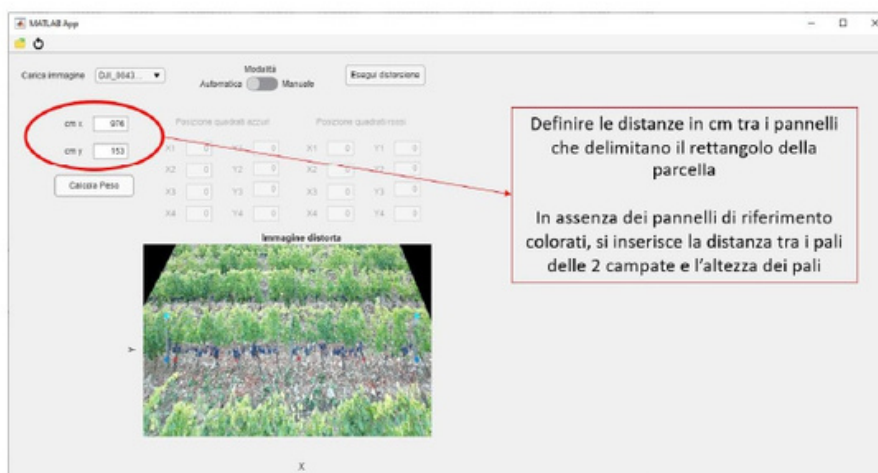 MATLAB App
Carica immagine DJI_0043... Modalità Automatica Manuale Esegui distorsione
cm x 976
cm y 153
Calcola Peso
Posizione quadrati azzurri Posizione quadrati rossi
X1 0 Y1 0 X1 0 Y1 0
X2 0 Y2 0 X2 0 Y2 0
X3 0 Y3 0 X3 0 Y3 0
X4 0 Y4 0 X4 0 Y4 0
Immagine distorta
Y
X
Definire le distanze in cm tra i pannelli
che delimitano il rettangolo della
parcella
In assenza dei pannelli di riferimento
colorati, si inserisce la distanza tra i pali
delle 2 campate e l’altezza dei pali